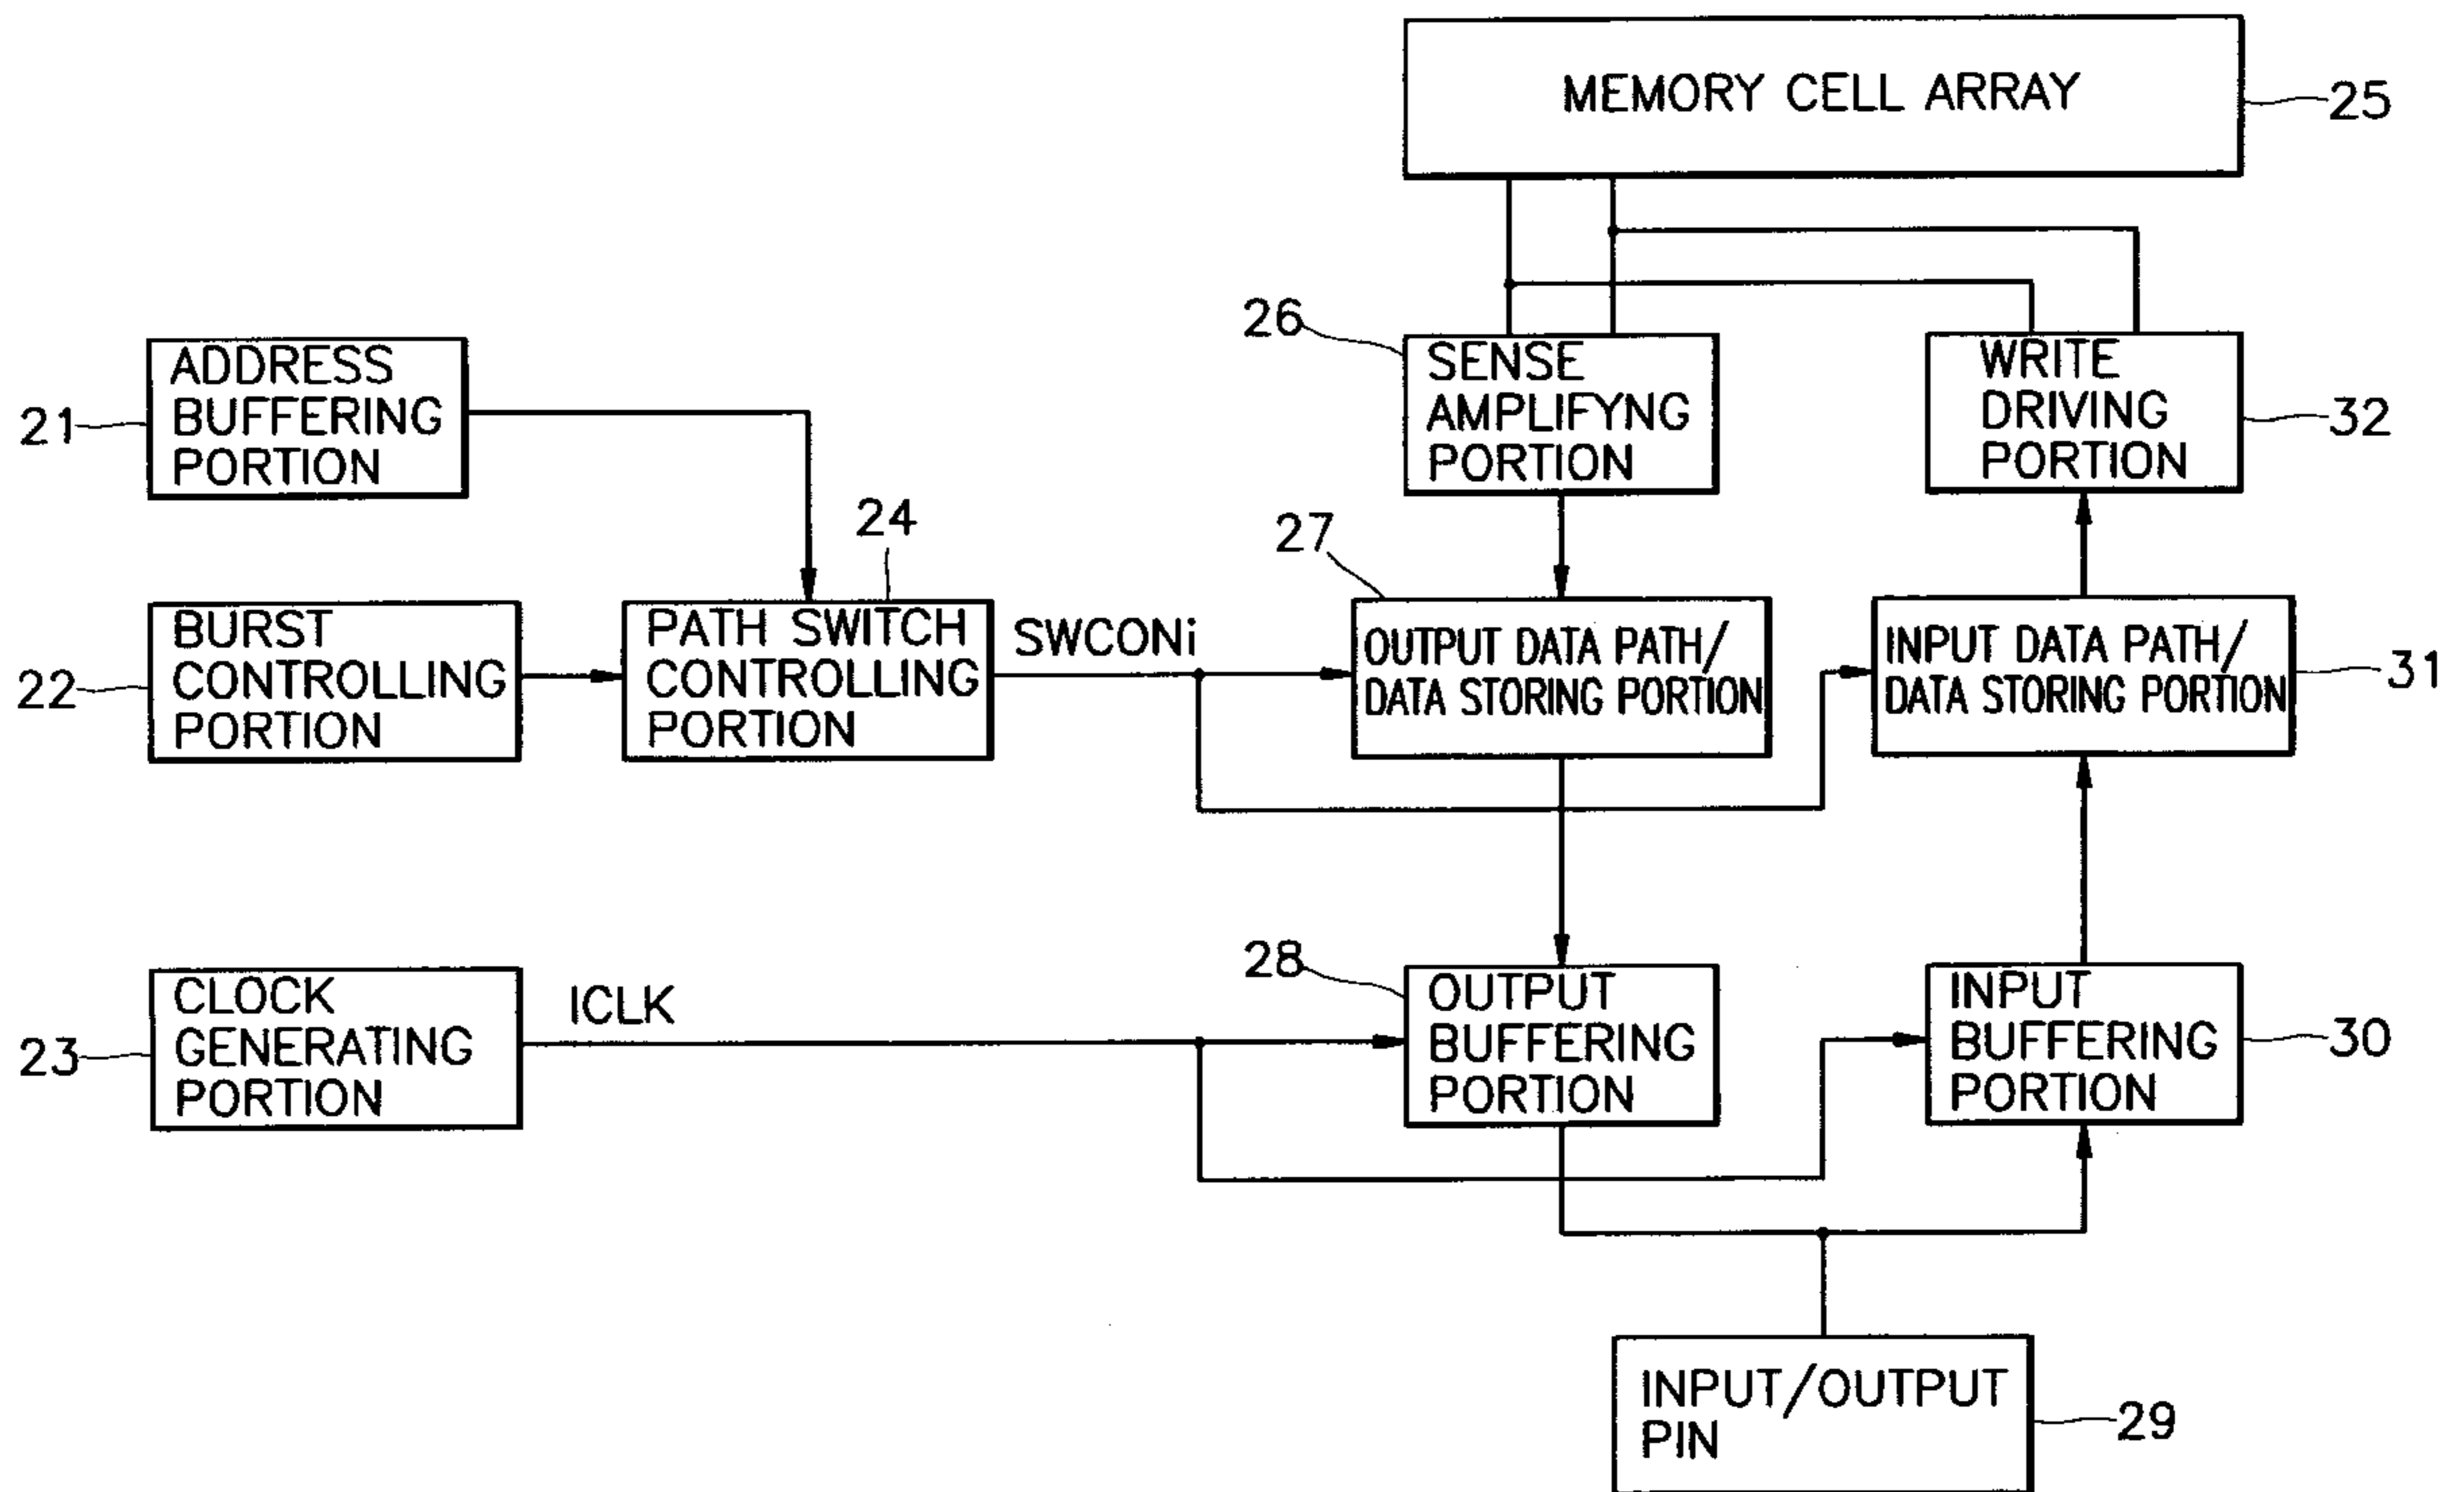 MEMORY CELL ARRAY
25
26
SENSE
AMPLIFYNG
PORTION
WRITE
DRIVING
PORTION
32
ADDRESS
BUFFERING
PORTION
21
24
27
BURST
CONTROLLING
PORTION
22
PATH SWITCH
CONTROLLING
PORTION
SWCONi
OUTPUT DATA PATH/
DATA STORING PORTION
INPUT DATA PATH/
DATA STORING PORTION
31
CLOCK
GENERATING
PORTION
23
ICLK
28
OUTPUT
BUFFERING
PORTION
INPUT
BUFFERING
PORTION
30
INPUT/OUTPUT
PIN
29